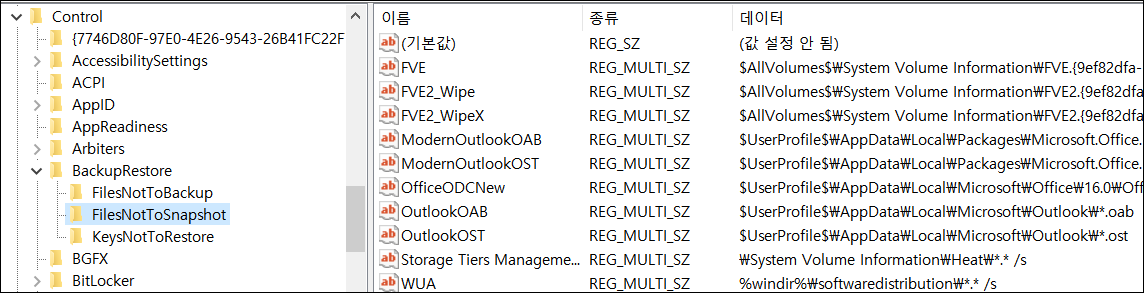 Control
{7746D80F-97E0-4E26-9543-26B41FC22F
AccessibilitySettings
ACPI
AppID
AppReadiness
Arbiters
BackupRestore
FilesNotToBackup
FilesNotToSnapshot
KeysNotToRestore
BGFX
BitLocker
이름 종류 데이터
(기본값) REG_SZ (값 설정 안 됨)
FVE REG_MULTI_SZ $AllVolumes$₩System Volume Information₩FVE.{9ef82dfa-
FVE2_Wipe REG_MULTI_SZ $AllVolumes$₩System Volume Information₩FVE2.{9ef82dfa
FVE2_WipeX REG_MULTI_SZ $AllVolumes$₩System Volume Information₩FVE2.{9ef82dfa
ModernOutlookOAB REG_MULTI_SZ $UserProfile$₩AppData₩Local₩Packages₩Microsoft.Office.
ModernOutlookOST REG_MULTI_SZ $UserProfile$₩AppData₩Local₩Packages₩Microsoft.Office.
OfficeODCNew REG_MULTI_SZ $UserProfile$₩AppData₩Local₩Microsoft₩Office₩16.0₩Off
OutlookOAB REG_MULTI_SZ $UserProfile$₩AppData₩Local₩Microsoft₩Outlook₩*.oab
OutlookOST REG_MULTI_SZ $UserProfile$₩AppData₩Local₩Microsoft₩Outlook₩*.ost
Storage Tiers Manageme... REG_MULTI_SZ ₩System Volume Information₩Heat₩*.* /s
WUA REG_MULTI_SZ %windir%₩softwaredistribution₩*.* /s